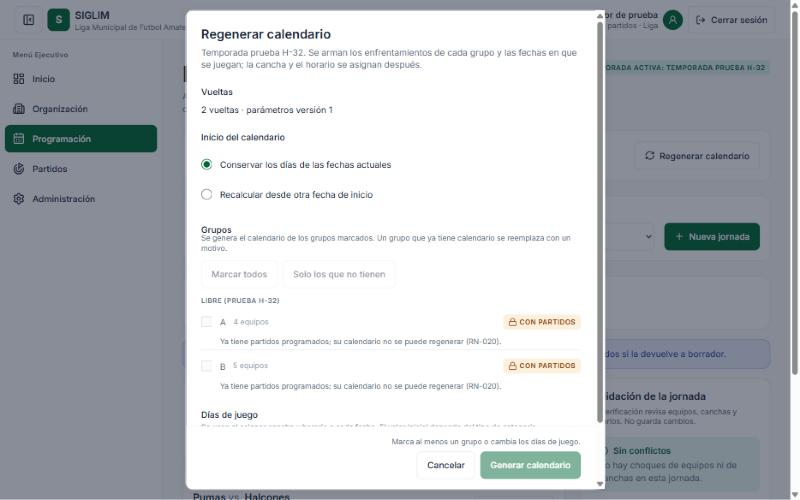 SIGLIM
Liga Municipal de Futbol Amate
or de prueba
partidos · Liga
Cerrar sesión
Menú Ejecutivo
Inicio
Organización
Programación
Partidos
Administración
ORADA ACTIVA: TEMPORADA PRUEBA H-32
Regenerar calendario
Nueva jornada
dos si la devuelve a borrador.
idación de la jornada
erificación revisa equipos, canchas y
rios. No guarda cambios.
Sin conflictos
o hay choques de equipos ni de
nchas en esta jornada.
Pumas vs Halcones
Regenerar calendario
Temporada prueba H-32. Se arman los enfrentamientos de cada grupo y las fechas en que
se juegan; la cancha y el horario se asignan después.
Vueltas
2 vueltas · parámetros versión 1
Inicio del calendario
Conservar los días de las fechas actuales
Recalcular desde otra fecha de inicio
Grupos
Se genera el calendario de los grupos marcados. Un grupo que ya tiene calendario se reemplaza con un
motivo.
Marcar todos
Solo los que no tienen
LIBRE (PRUEBA H-32)
A 4 equipos
CON PARTIDOS
Ya tiene partidos programados; su calendario no se puede regenerar (RN-020).
B 5 equipos
CON PARTIDOS
Ya tiene partidos programados; su calendario no se puede regenerar (RN-020).
Días de juego
Marca al menos un grupo o cambia los días de juego.
Cancelar
Generar calendario